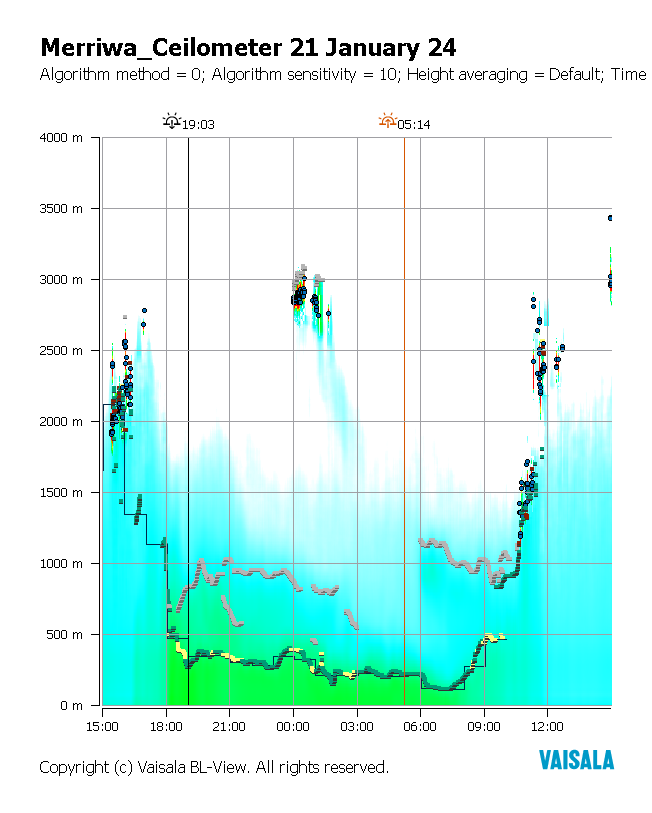 Merriwa_Ceilometer 21 January 24
Algorithm method = 0; Algorithm sensitivity = 10; Height averaging = Default; Time
19:03 05:14
4000 m
3500 m
3000 m
2500 m
2000 m
1500 m
1000 m
500 m
0 m
15:00 18:00 21:00 00:00 03:00 06:00 09:00 12:00
VAISALA
Copyright (c) Vaisala BL-View. All rights reserved.